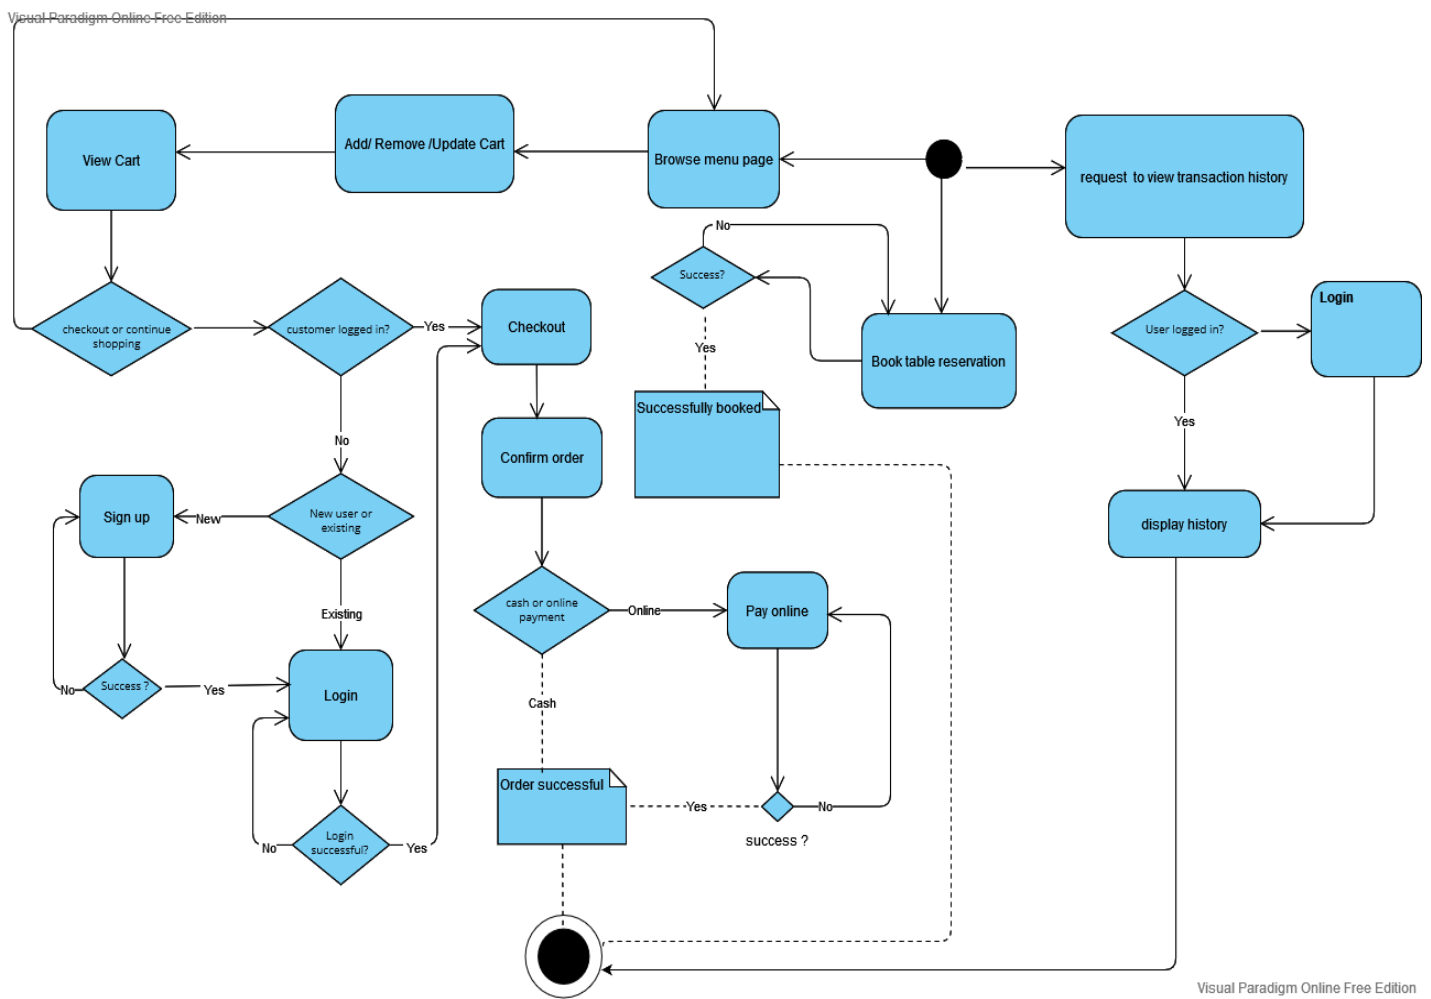 Visual Paradigm Online Free Edition
View Cart
Add/ Remove /Update Cart
Browse menu page
request to view transaction history
No
Success?
Yes
Successfully booked
Book table reservation
User logged in?
Login
Yes
display history
checkout or continue
shopping
customer logged in?
Yes
Checkout
No
Confirm order
New user or
existing
New
Sign up
Existing
Success ?
No
Yes
Login
Login
successful?
No
Yes
cash or online
payment
Online
Pay online
Cash
Order successful
Yes
No
success ?
Visual Paradigm Online Free Edition